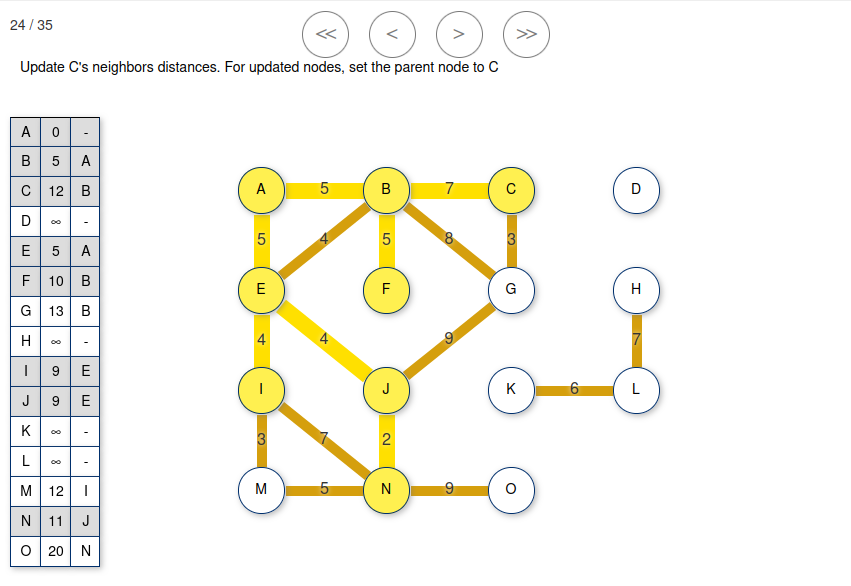 24 / 35
<< < > >>
Update C's neighbors distances. For updated nodes, set the parent node to C
A 0 -
B 5 A
C 12 B
D ∞ -
E 5 A
F 10 B
G 13 B
H ∞ -
I 9 E
J 9 E
K ∞ -
L ∞ -
M 12 I
N 11 J
O 20 N
A 5 B 7 C D
5 4 5 8 3
E F G H
4 4 9 7
I J K 6 L
3 7 2
M 5 N 9 O